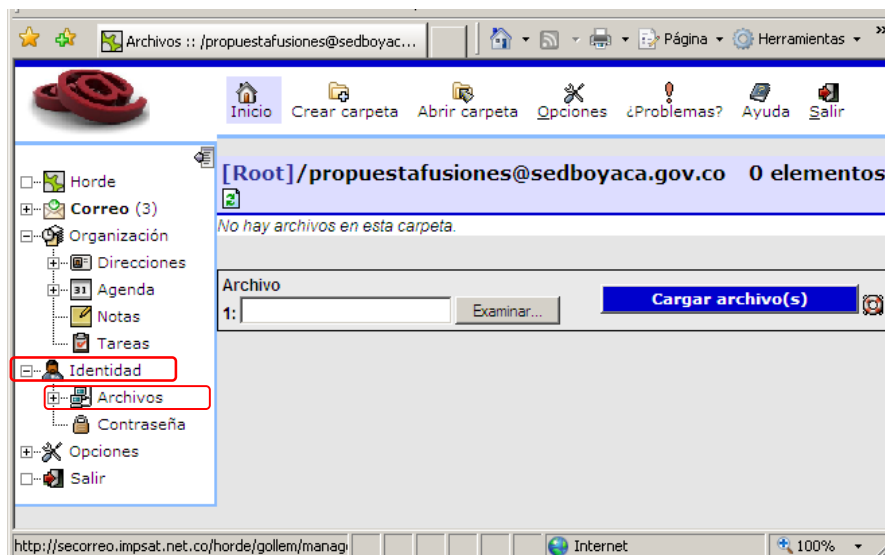 Archivos :: /propuestafusiones@sedboyac...
Página
Herramientas
»
Inicio
Crear carpeta
Abrir carpeta
Opciones
¿Problemas?
Ayuda
Salir
Horde
Correo (3)
Organización
Direcciones
31 Agenda
Notas
Tareas
Identidad
Archivos
Contraseña
Opciones
Salir
[Root]/propuestafusiones@sedboyaca.gov.co 0 elementos
No hay archivos en esta carpeta.
Archivo
1:
Examinar...
Cargar archivo(s)
http://secorreo.impsat.net.co/horde/gollem/manag
Internet
100%